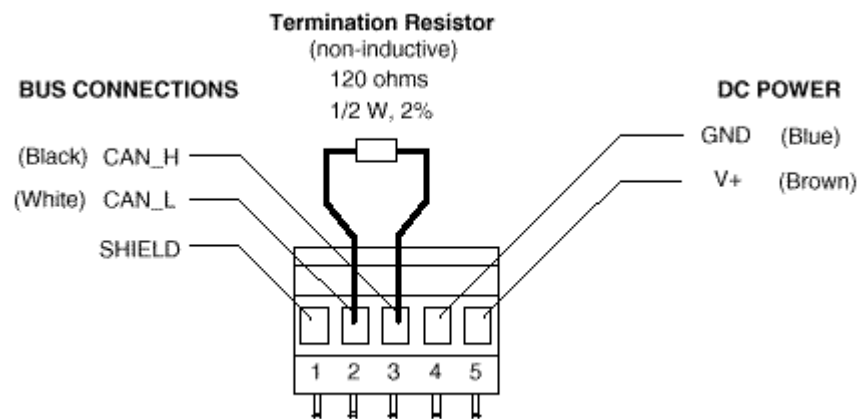 Termination Resistor
(non-inductive)
120 ohms
1/2 W, 2%
BUS CONNECTIONS
(Black) CAN_H
(White) CAN_L
SHIELD
DC POWER
GND (Blue)
V+ (Brown)
1 2 3 4 5